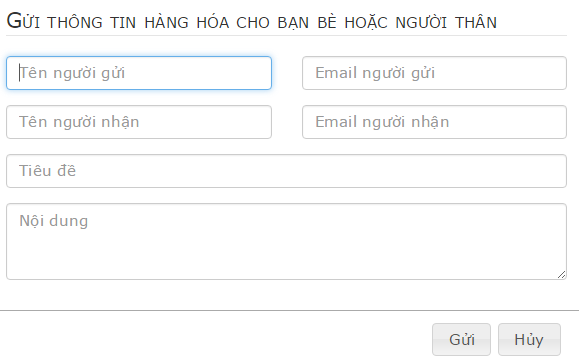 Gửi thông tin hàng hóa cho bạn bè hoặc người thân
Tên người gửi Email người gửi
Tên người nhận Email người nhận
Tiêu đề
Nội dung
Gửi Hủy